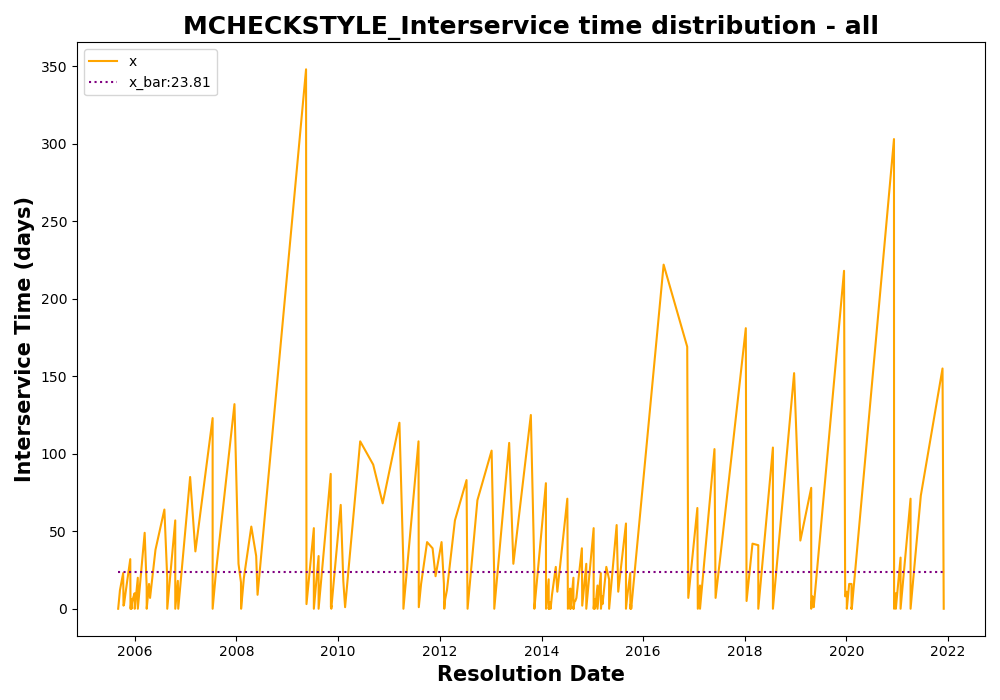 MCHECKSTYLE_Interservice time distribution - all
x
x_bar:23.81
Interservice Time (days)
350
300
250
200
150
100
50
0
2006 2008 2010 2012 2014 2016 2018 2020 2022
Resolution Date